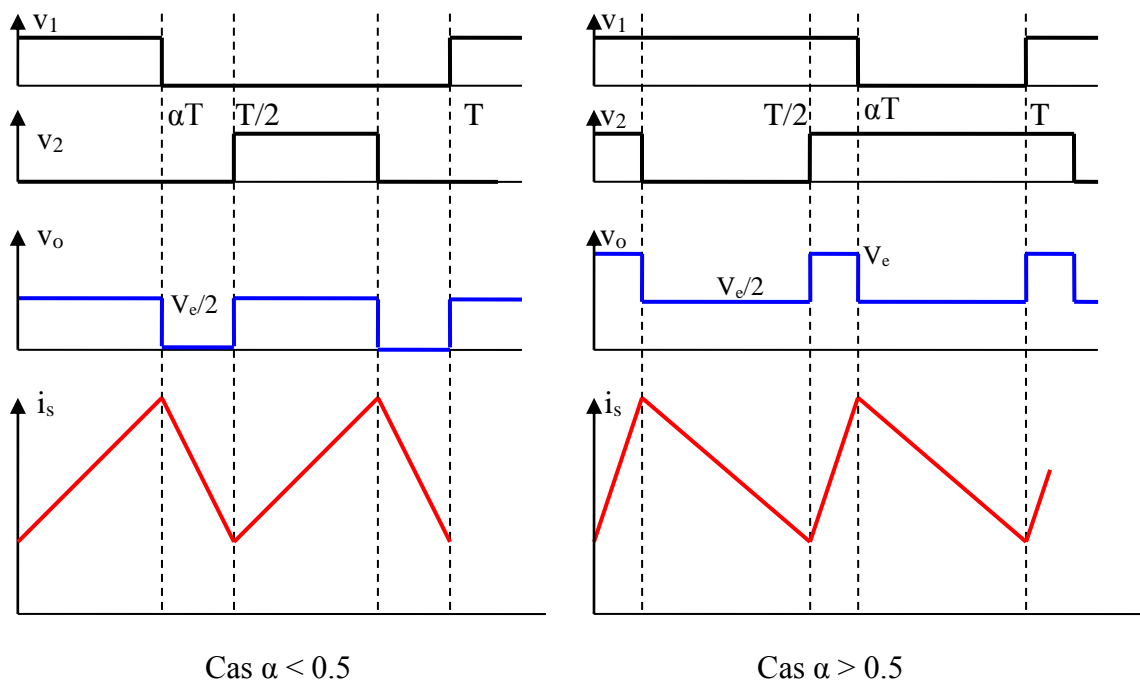 v₁
αT T/2 T
v₂
vₒ
Vₑ/2
iₛ
Cas α < 0.5
v₁
T/2 αT T
v₂
vₒ
Vₑ
Vₑ/2
iₛ
Cas α > 0.5